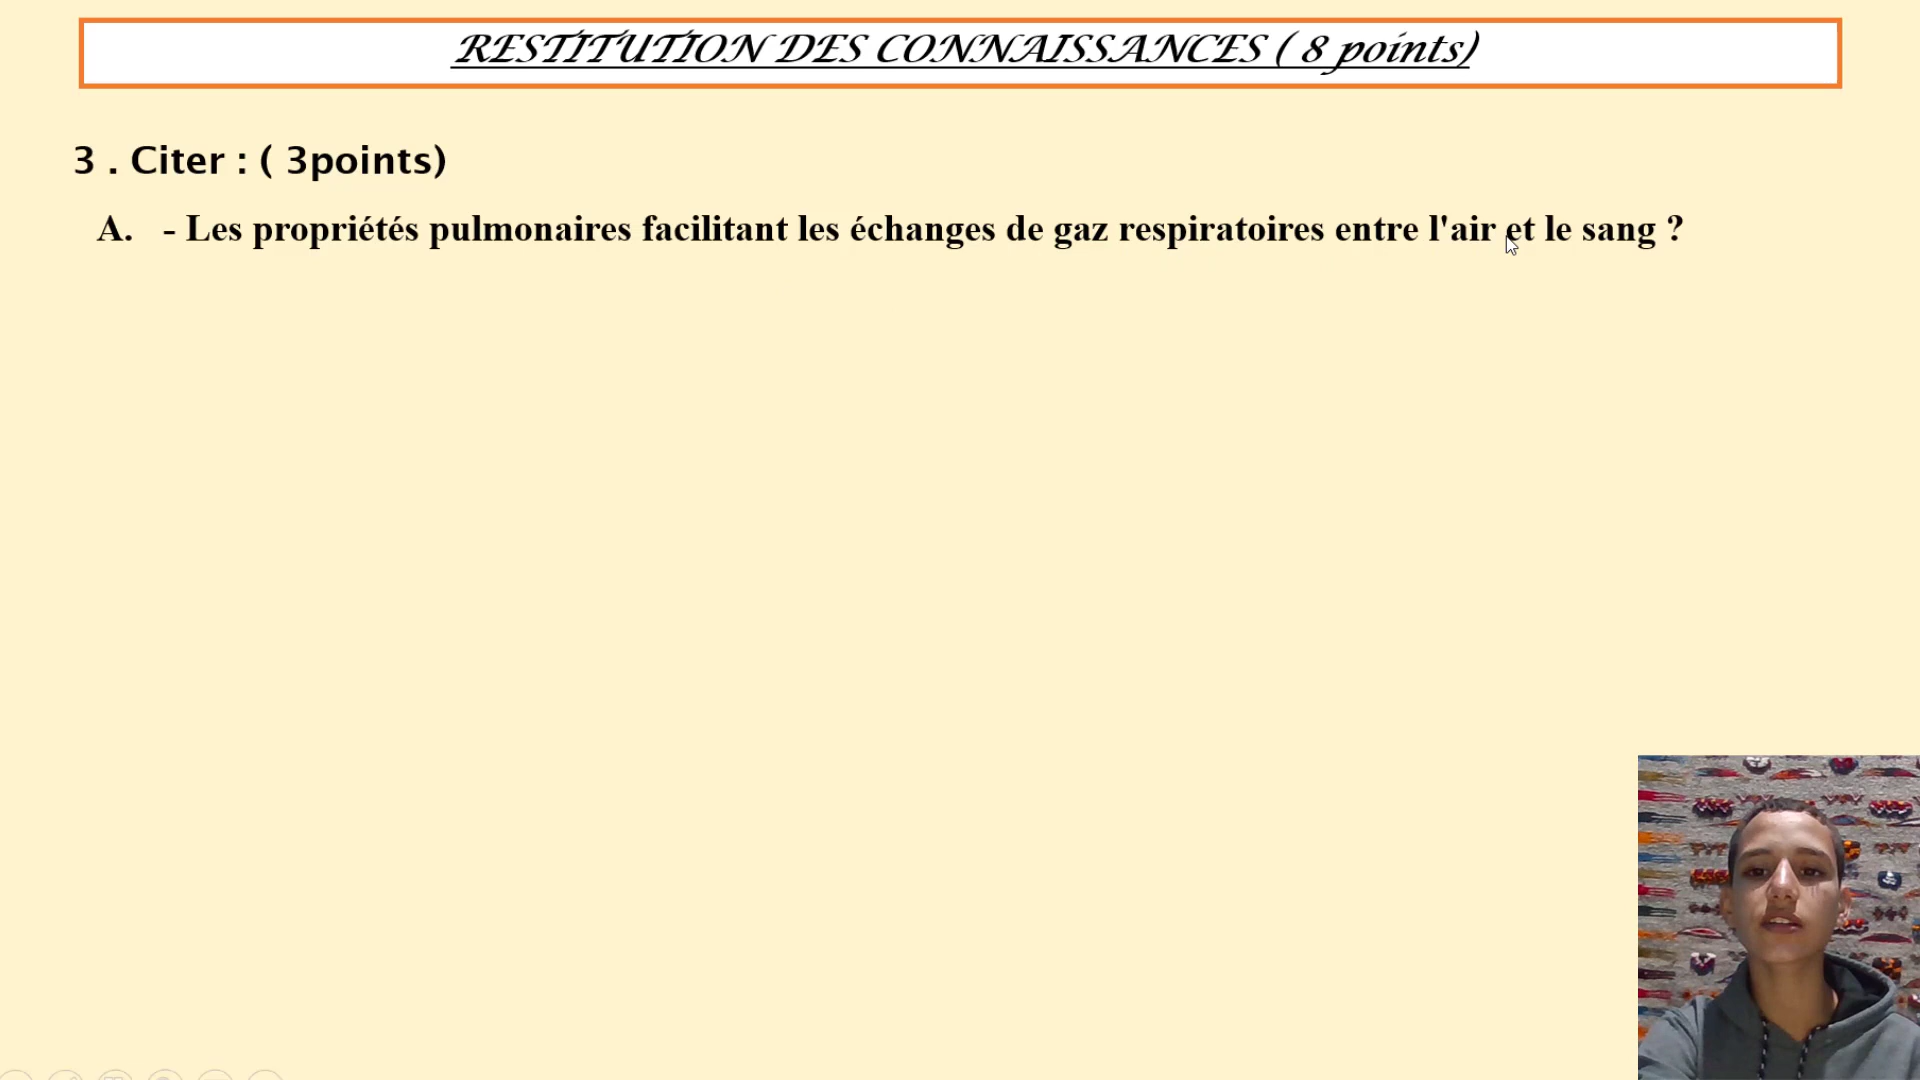 RESTITUTION DES CONNAISSANCES ( 8 points)
3 . Citer : ( 3points)
A. - Les propriétés pulmonaires facilitant les échanges de gaz respiratoires entre l'air et le sang ?